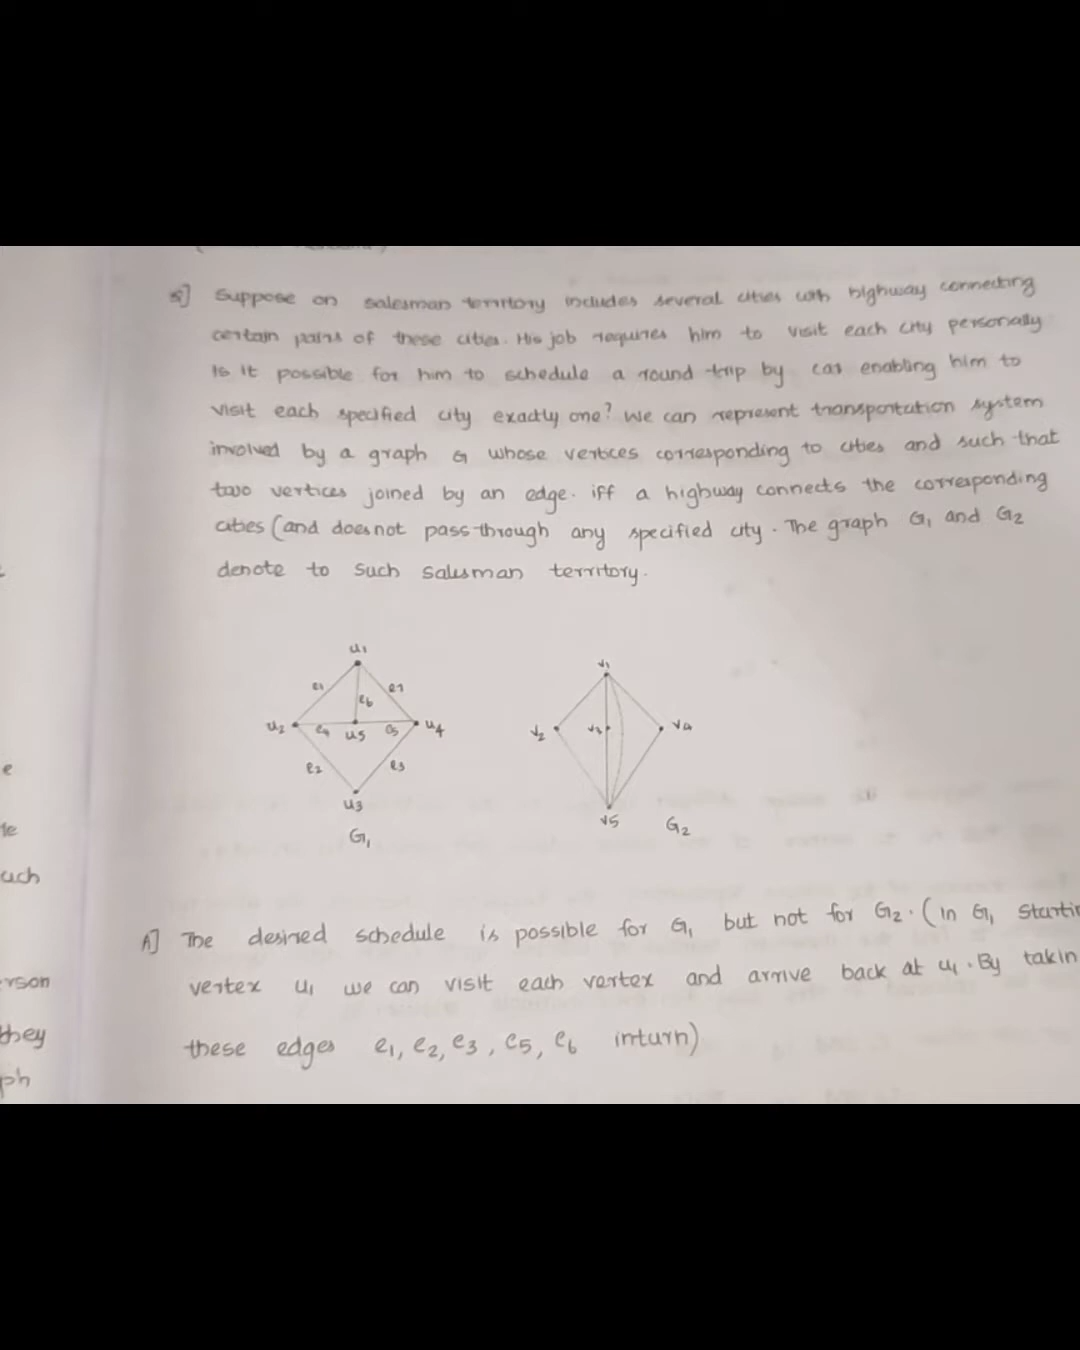 5] Suppose on salesman territory includes several cities with highway connecting
certain pairs of these cities. His job requires him to visit each city personally
Is it possible for him to schedule a round trip by car enabling him to
visit each specified city exactly one? We can represent transportation system
involved by a graph G whose vertices corresponding to cities and such that
two vertices joined by an edge. iff a highway connects the corresponding
cities (and does not pass through any specified city. The graph G₁ and G₂
denote to such salesman territory.
u₁
e₁ e₆ e7
u₂ e₄ u5 e5 u₄
e₂ e₃
u₃
G₁
v₁
v₂ v₃ v₄
v5
G₂
A] The desired schedule is possible for G₁ but not for G₂. (In G₁ startin
vertex u₁ we can visit each vertex and arrive back at u₁. By takin
these edges e₁, e₂, e₃, e5, e₆ inturn)
e
le
uch
rson
they
ph